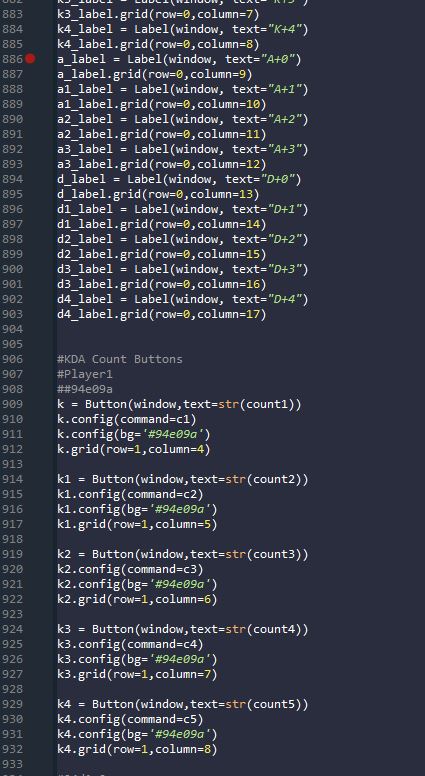 883 k3_label.grid(row=0,column=7)
884 k4_label = Label(window, text="K+4")
885 k4_label.grid(row=0,column=8)
886 a_label = Label(window, text="A+0")
887 a_label.grid(row=0,column=9)
888 a1_label = Label(window, text="A+1")
889 a1_label.grid(row=0,column=10)
890 a2_label = Label(window, text="A+2")
891 a2_label.grid(row=0,column=11)
892 a3_label = Label(window, text="A+3")
893 a3_label.grid(row=0,column=12)
894 d_label = Label(window, text="D+0")
895 d_label.grid(row=0,column=13)
896 d1_label = Label(window, text="D+1")
897 d1_label.grid(row=0,column=14)
898 d2_label = Label(window, text="D+2")
899 d2_label.grid(row=0,column=15)
900 d3_label = Label(window, text="D+3")
901 d3_label.grid(row=0,column=16)
902 d4_label = Label(window, text="D+4")
903 d4_label.grid(row=0,column=17)
904
905
906 #KDA Count Buttons
907 #Player1
908 ##94e09a
909 k = Button(window,text=str(count1))
910 k.config(command=c1)
911 k.config(bg='#94e09a')
912 k.grid(row=1,column=4)
913
914 k1 = Button(window,text=str(count2))
915 k1.config(command=c2)
916 k1.config(bg='#94e09a')
917 k1.grid(row=1,column=5)
918
919 k2 = Button(window,text=str(count3))
920 k2.config(command=c3)
921 k2.config(bg='#94e09a')
922 k2.grid(row=1,column=6)
923
924 k3 = Button(window,text=str(count4))
925 k3.config(command=c4)
926 k3.config(bg='#94e09a')
927 k3.grid(row=1,column=7)
928
929 k4 = Button(window,text=str(count5))
930 k4.config(command=c5)
931 k4.config(bg='#94e09a')
932 k4.grid(row=1,column=8)
933